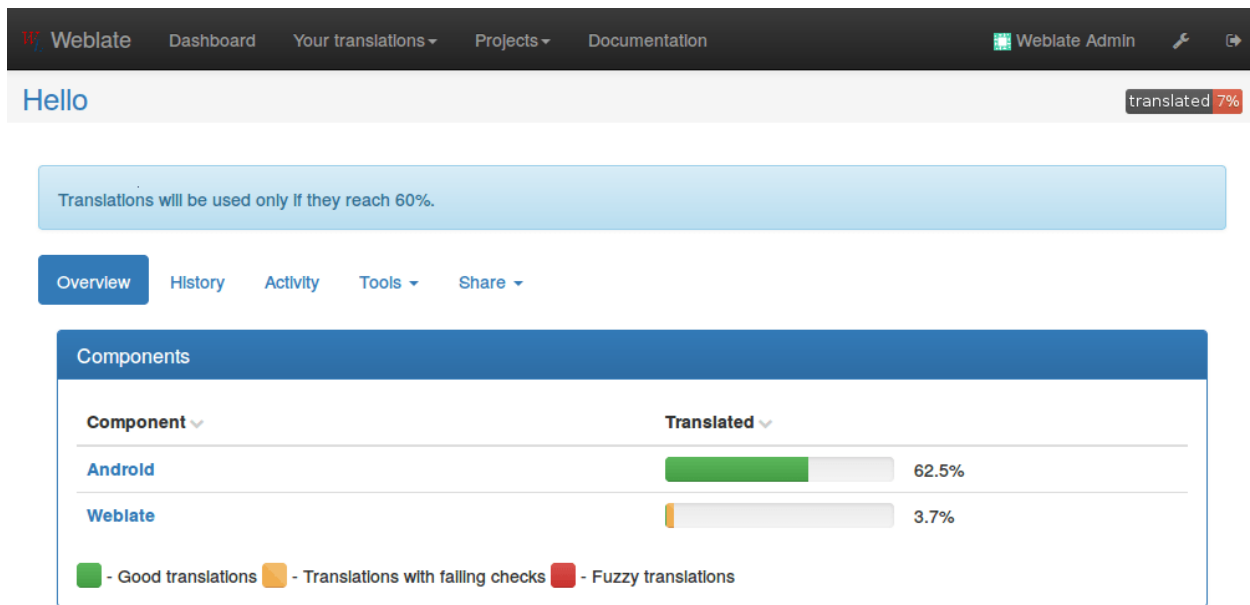 Weblate Dashboard Your translations Projects Documentation Weblate Admin
Hello translated 7%
Translations will be used only if they reach 60%.
Overview History Activity Tools Share
Components
Component Translated
Android 62.5%
Weblate 3.7%
- Good translations - Translations with failing checks - Fuzzy translations